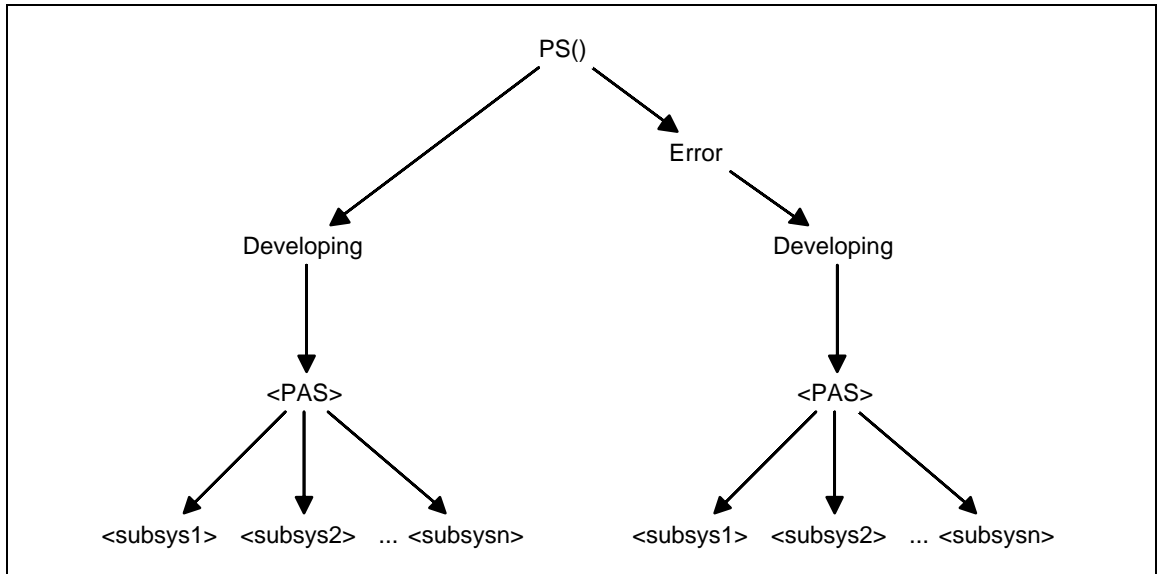 PS()
Error
Developing Developing
<PAS> <PAS>
<subsys1> <subsys2> ... <subsysn> <subsys1> <subsys2> ... <subsysn>